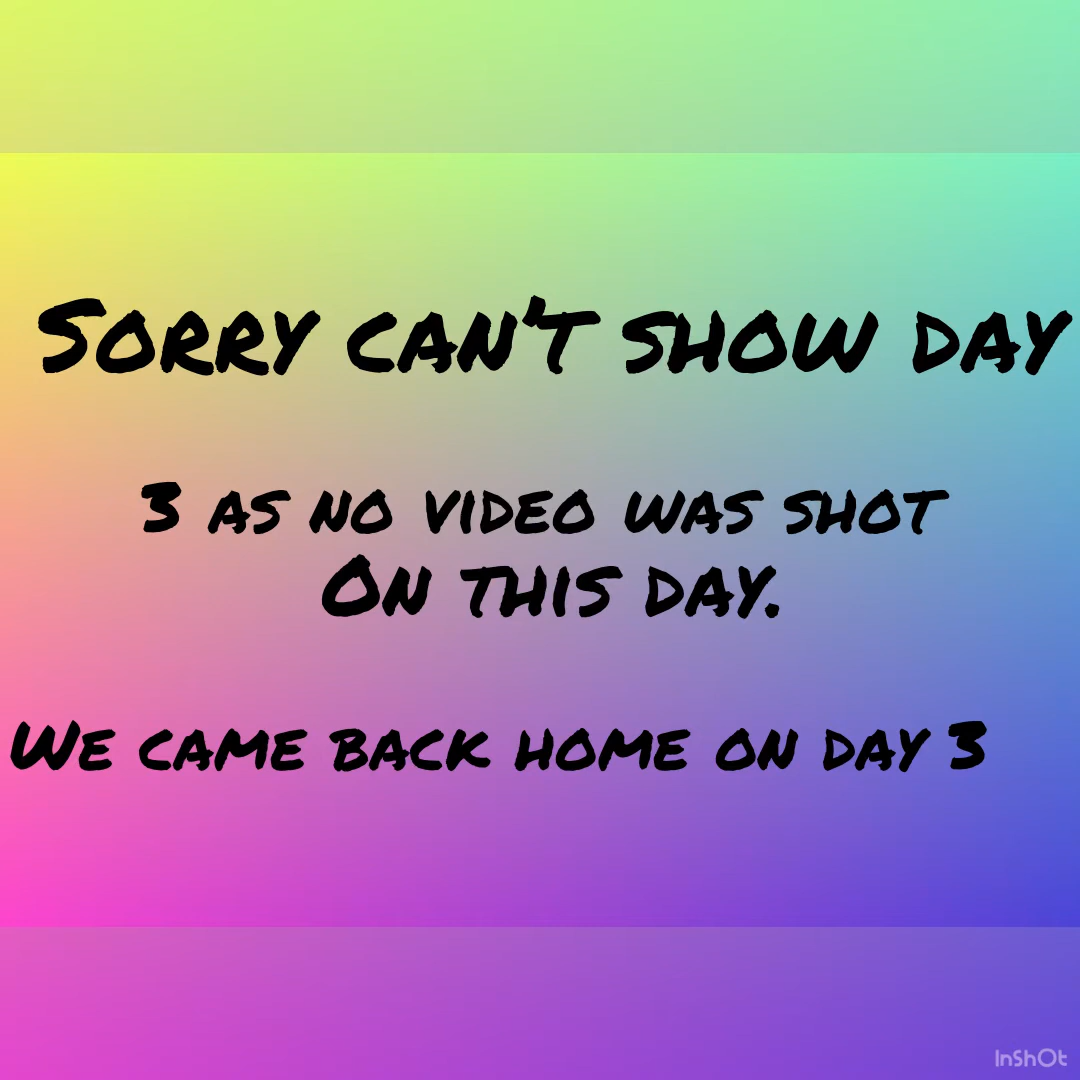 Sorry can't show day
3 as no video was shot
On this day.
We came back home on day 3
InShOt